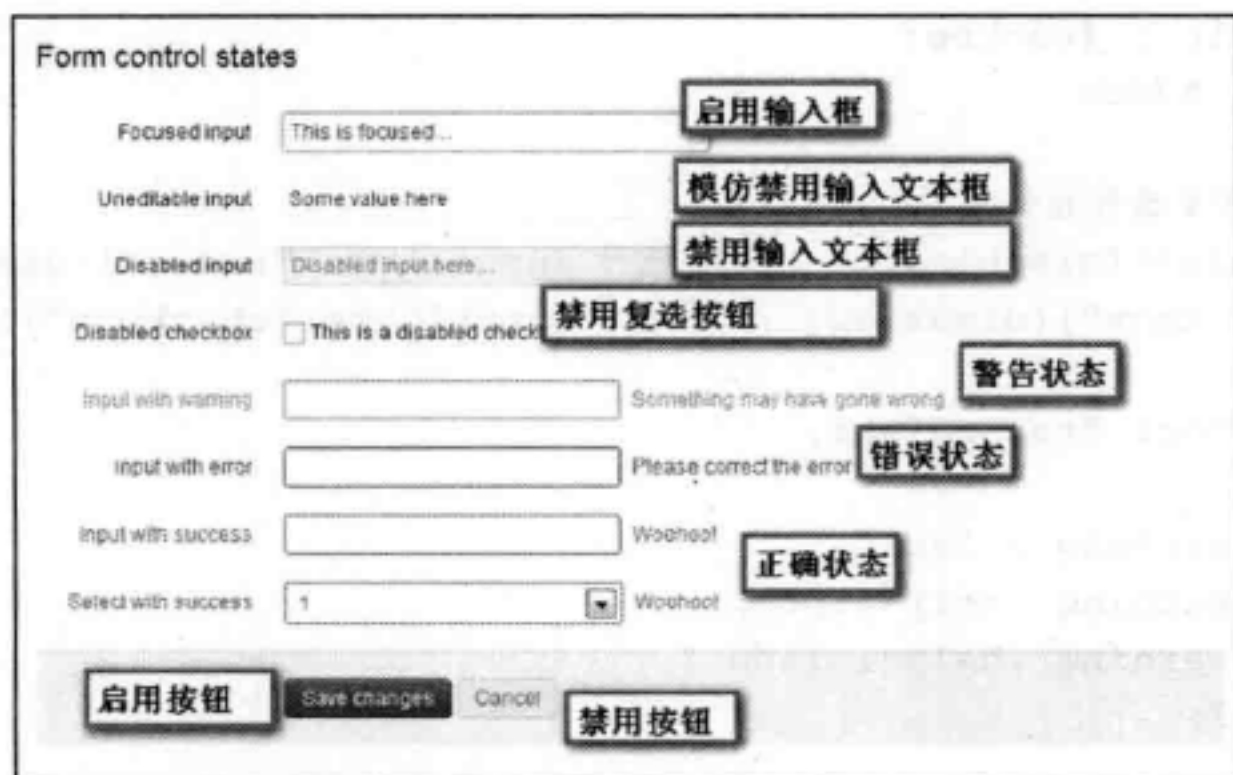 Form control states
启用输入框
Focused input This is focused...
模仿禁用输入文本框
Uneditable input Some value here
禁用输入文本框
Disabled input Disabled input here...
禁用复选按钮
Disabled checkbox This is a disabled check
警告状态
Input with warning Something may have gone wrong
Input with error Please correct the error 错误状态
Input with success Woohoo!
正确状态
Select with success 1 Woohoo!
启用按钮 Save changes Cancel 禁用按钮